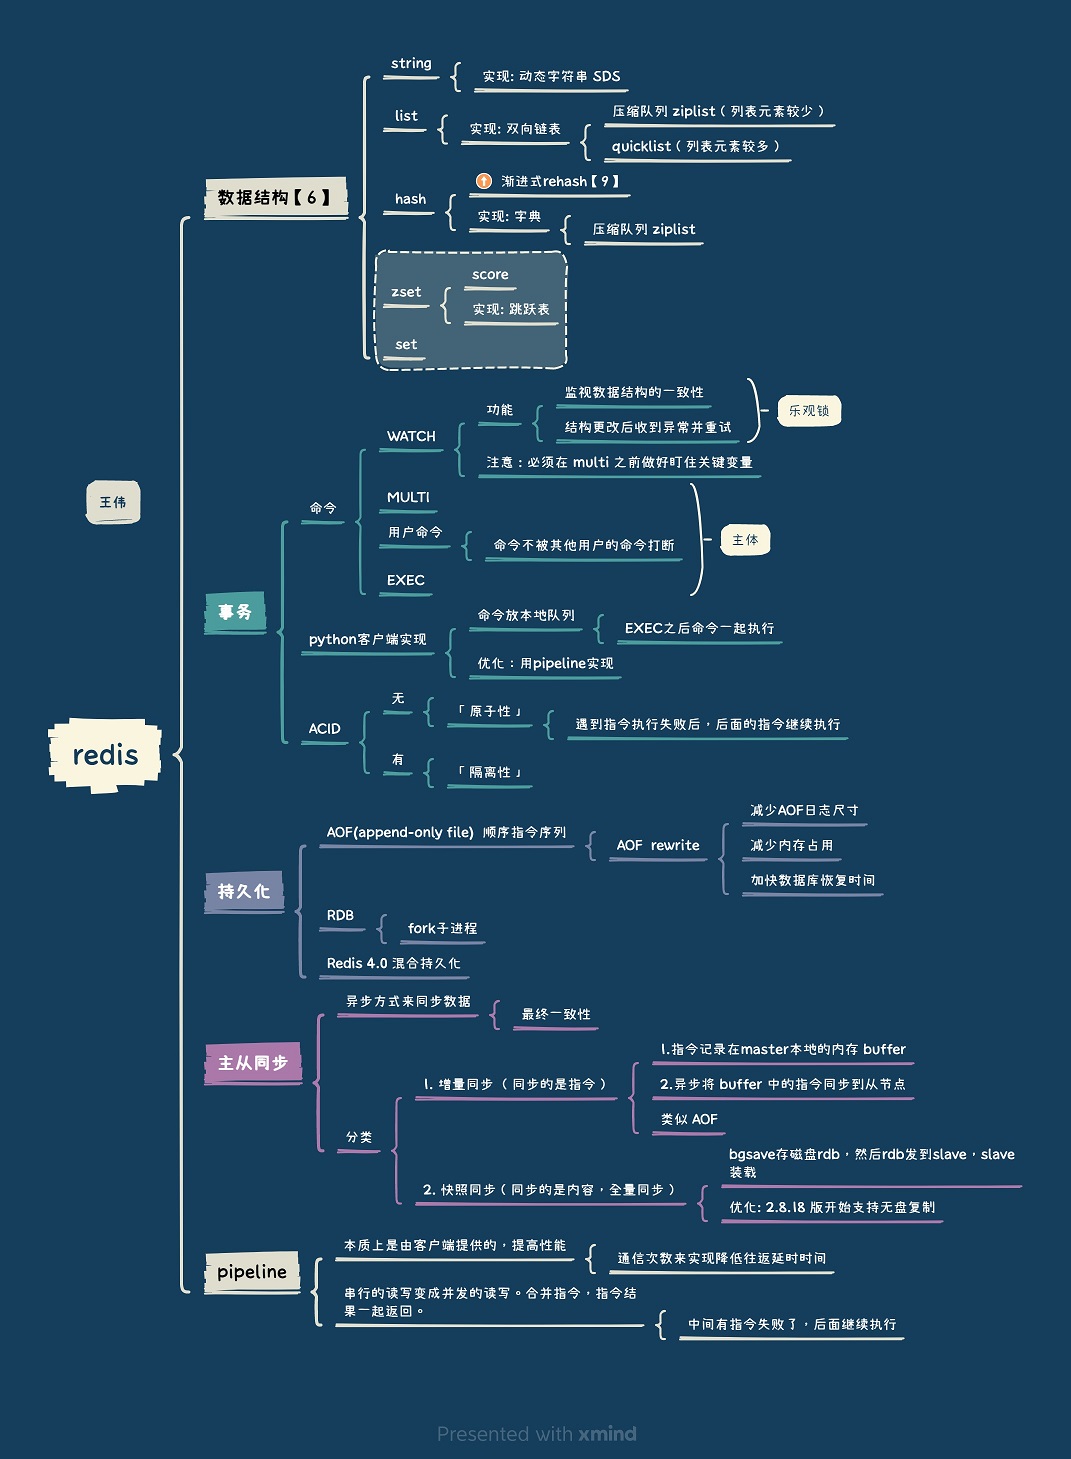 string
实现: 动态字符串 SDS
list
实现: 双向链表
压缩队列 ziplist（列表元素较少）
quicklist（列表元素较多）
数据结构【6】
hash
渐进式rehash【9】
实现: 字典
压缩队列 ziplist
zset
score
实现: 跳跃表
set
王伟
事务
命令
WATCH
功能
监视数据结构的一致性
结构更改后收到异常并重试
乐观锁
注意：必须在 multi 之前做好盯住关键变量
MULTI
用户命令
命令不被其他用户的命令打断
EXEC
主体
python客户端实现
命令放本地队列
EXEC之后命令一起执行
优化：用pipeline实现
ACID
无
「原子性」
遇到指令执行失败后，后面的指令继续执行
有
「隔离性」
redis
持久化
AOF(append-only file) 顺序指令序列
AOF rewrite
减少AOF日志尺寸
减少内存占用
加快数据库恢复时间
RDB
fork子进程
Redis 4.0 混合持久化
主从同步
异步方式来同步数据
最终一致性
分类
1. 增量同步（同步的是指令）
1.指令记录在master本地的内存 buffer
2.异步将 buffer 中的指令同步到从节点
类似 AOF
2. 快照同步（同步的是内容，全量同步）
bgsave存磁盘rdb，然后rdb发到slave，slave
装载
优化: 2.8.18 版开始支持无盘复制
pipeline
本质上是由客户端提供的，提高性能
通信次数来实现降低往返延时时间
串行的读写变成并发的读写。合并指令，指令结
果一起返回。
中间有指令失败了，后面继续执行
Presented with xmind